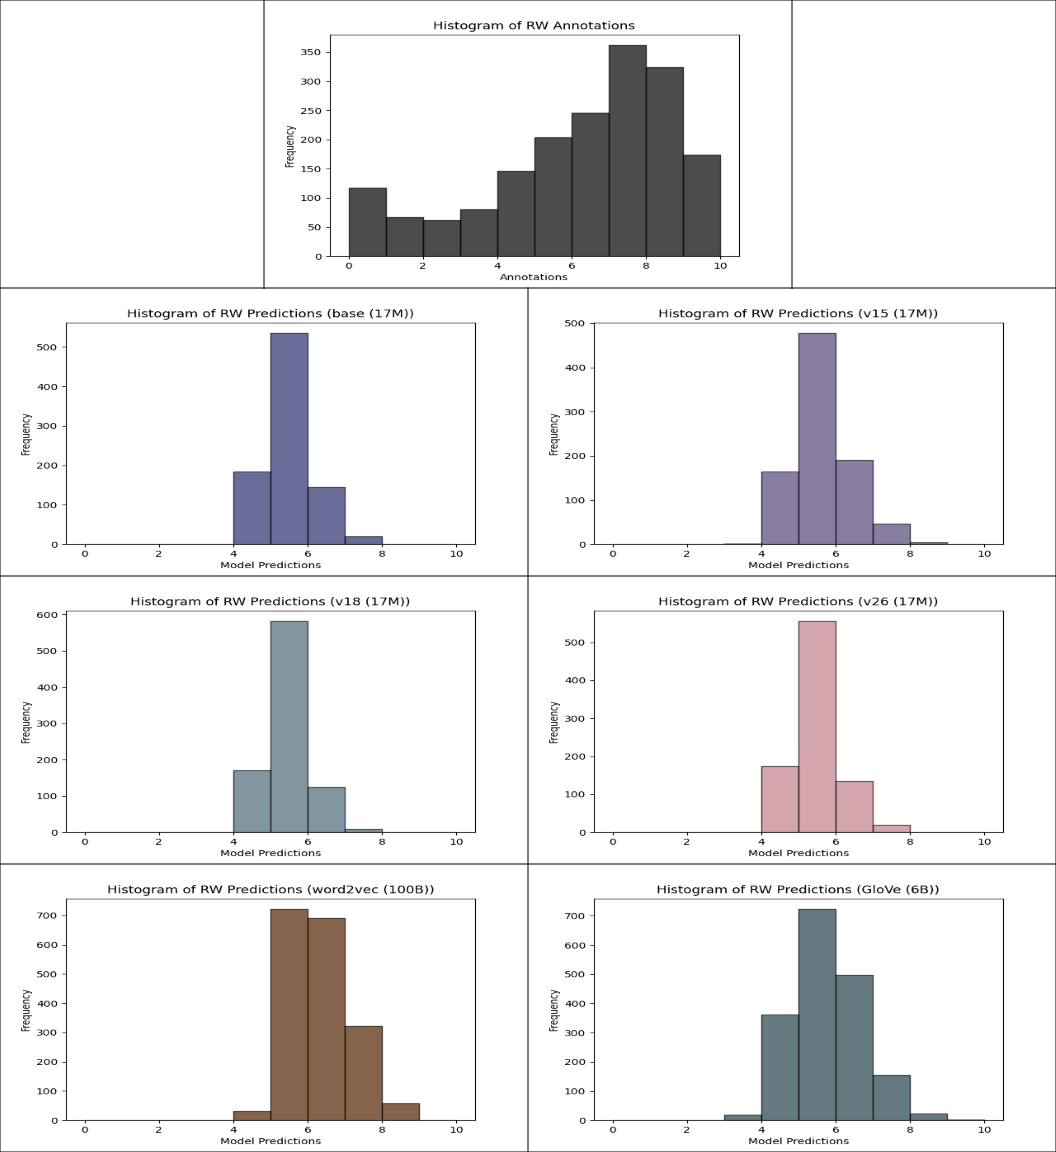 Histogram of RW Annotations
Frequency
350
300
250
200
150
100
50
0
0 2 4 6 8 10
Annotations
Histogram of RW Predictions (base (17M))
Frequency
500
400
300
200
100
0
0 2 4 6 8 10
Model Predictions
Histogram of RW Predictions (v15 (17M))
Frequency
500
400
300
200
100
0
0 2 4 6 8 10
Model Predictions
Histogram of RW Predictions (v18 (17M))
Frequency
600
500
400
300
200
100
0
0 2 4 6 8 10
Model Predictions
Histogram of RW Predictions (v26 (17M))
Frequency
500
400
300
200
100
0
0 2 4 6 8 10
Model Predictions
Histogram of RW Predictions (word2vec (100B))
Frequency
700
600
500
400
300
200
100
0
0 2 4 6 8 10
Model Predictions
Histogram of RW Predictions (GloVe (6B))
Frequency
700
600
500
400
300
200
100
0
0 2 4 6 8 10
Model Predictions